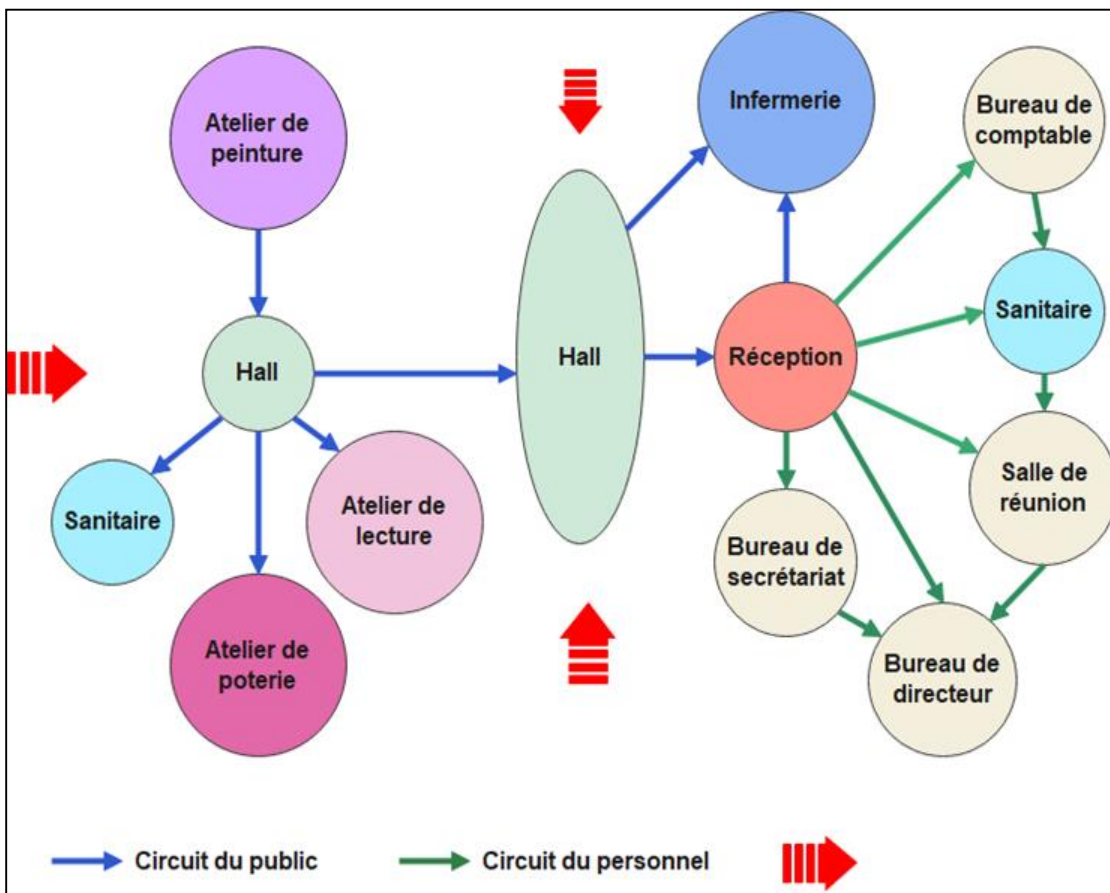 Atelier de
peinture
Infermerie
Bureau de
comptable
Hall
Hall
Réception
Sanitaire
Sanitaire
Atelier de
lecture
Salle de
réunion
Bureau de
secrétariat
Atelier de
poterie
Bureau de
directeur
Circuit du public
Circuit du personnel